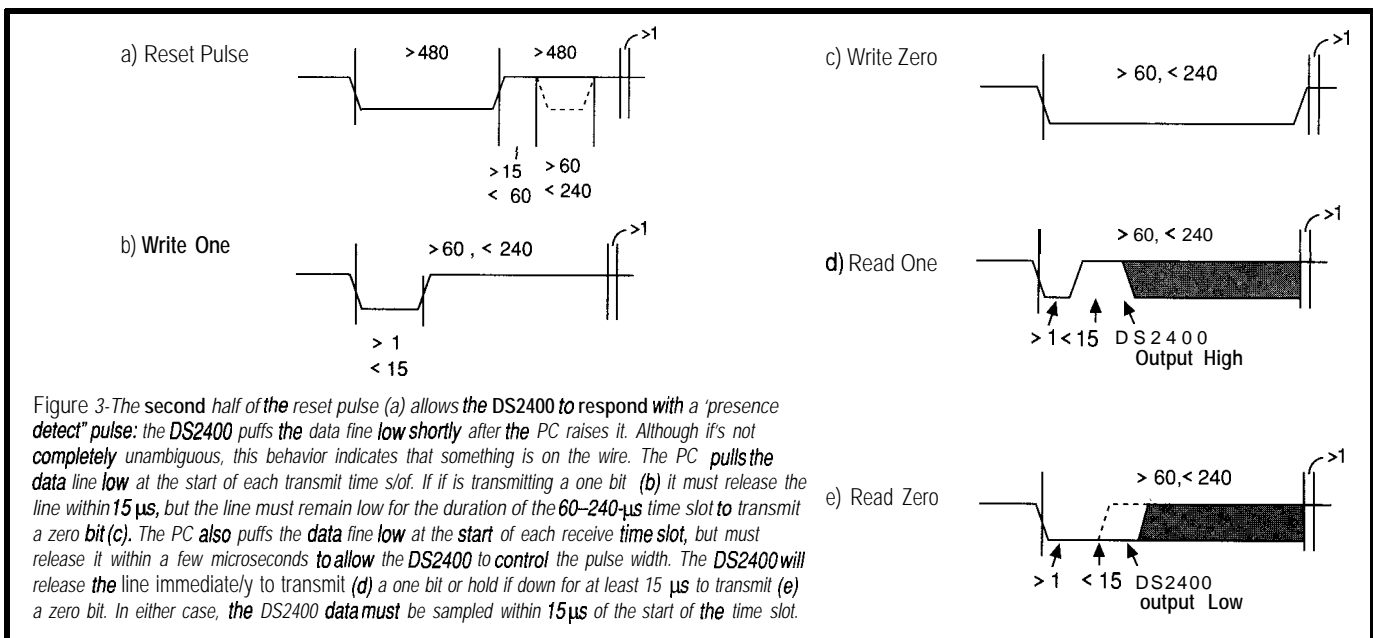 a) Reset Pulse
>480
>480
>1
>15
< 60
>60
< 240
b) Write One
>60 , < 240
>1
> 1
< 15
c) Write Zero
> 60, < 240
>1
d) Read One
> 60, < 240
>1
> 1 < 15 DS2400
Output High
e) Read Zero
> 60,<240
>1
> 1 < 15 DS2400
output Low
Figure 3-The second half of the reset pulse (a) allows the DS2400 to respond with a 'presence
detect" pulse: the DS2400 puffs the data fine low shortly after the PC raises it. Although if's not
completely unambiguous, this behavior indicates that something is on the wire. The PC pulls the
data line low at the start of each transmit time s/of. If if is transmitting a one bit (b) it must release the
line within 15 µs, but the line must remain low for the duration of the 60–240-µs time slot to transmit
a zero bit (c). The PC also puffs the data fine low at the start of each receive time slot, but must
release it within a few microseconds to allow the DS2400 to control the pulse width. The DS2400 will
release the line immediate/y to transmit (d) a one bit or hold if down for at least 15 µs to transmit (e)
a zero bit. In either case, the DS2400 data must be sampled within 15 µs of the start of the time slot.